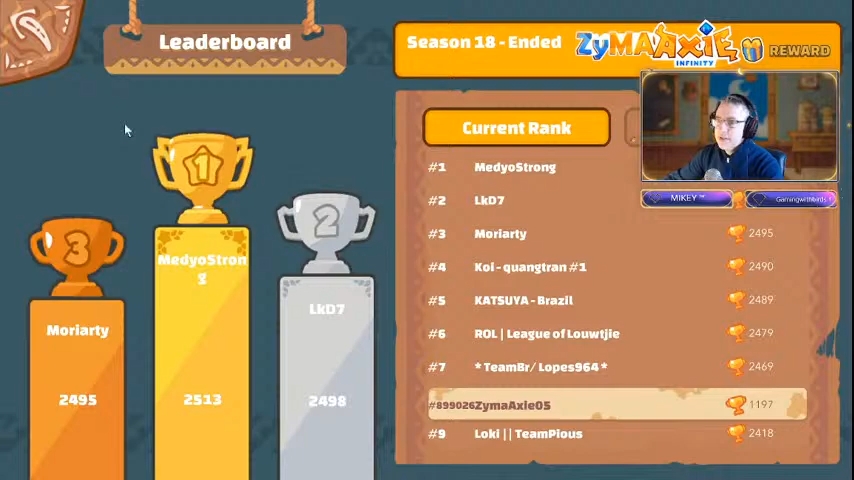 Leaderboard
Season 18 - Ended
ZyMAAxIE
INFINITY
REWARD
Current Rank
#1 MedyoStrong
#2 LkD7
#3 Moriarty 2495
#4 Koi - quangtran #1 2490
#5 KATSUYA - Brazil 2489
#6 ROL | League of Louwtjie 2479
#7 * TeamBr/ Lopes964 * 2469
#899026 ZymaAxie05 1197
#9 Loki || TeamPious 2418
MIKEY ™
Gamingwithbirds 1
1
2
3
MedyoStron
g
LkD7
Moriarty
2495
2513
2498